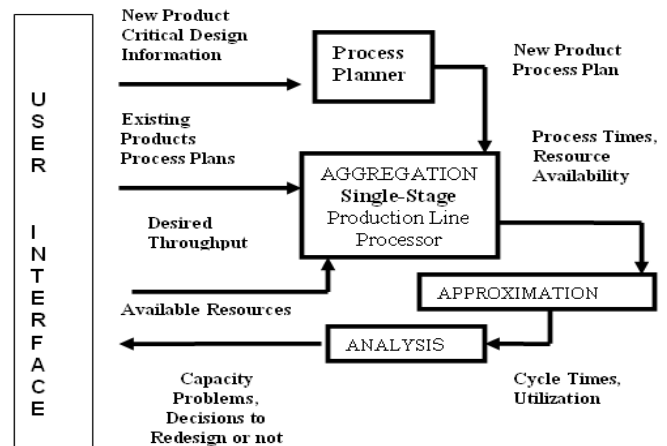 USER INTERFACE
New Product
Critical Design
Information
Process
Planner
New Product
Process Plan
Existing
Products
Process Plans
AGGREGATION
Single-Stage
Production Line
Processor
Process Times,
Resource
Availability
Desired
Throughput
Available Resources
APPROXIMATION
ANALYSIS
Cycle Times,
Utilization
Capacity
Problems,
Decisions to
Redesign or not